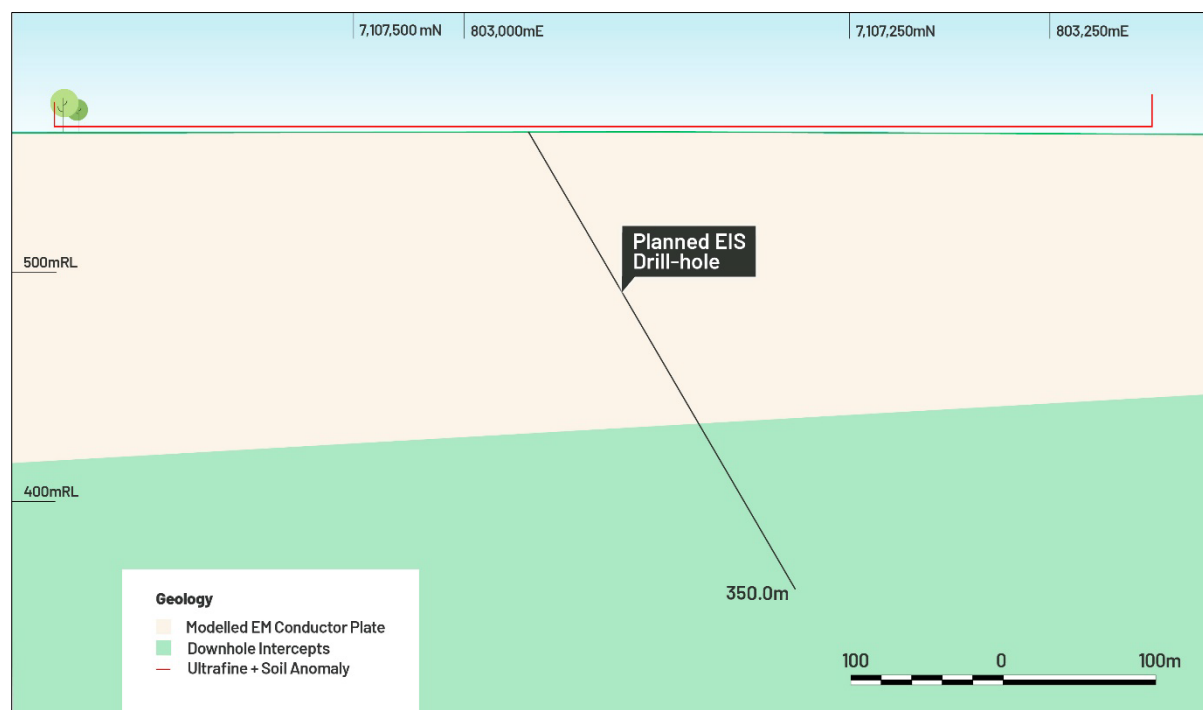 7,107,500 mN
803,000mE
7,107,250mN
803,250mE
Planned EIS
Drill-hole
500mRL
400mRL
350.0m
Geology
Modelled EM Conductor Plate
Downhole Intercepts
Ultrafine + Soil Anomaly
100 0 100m